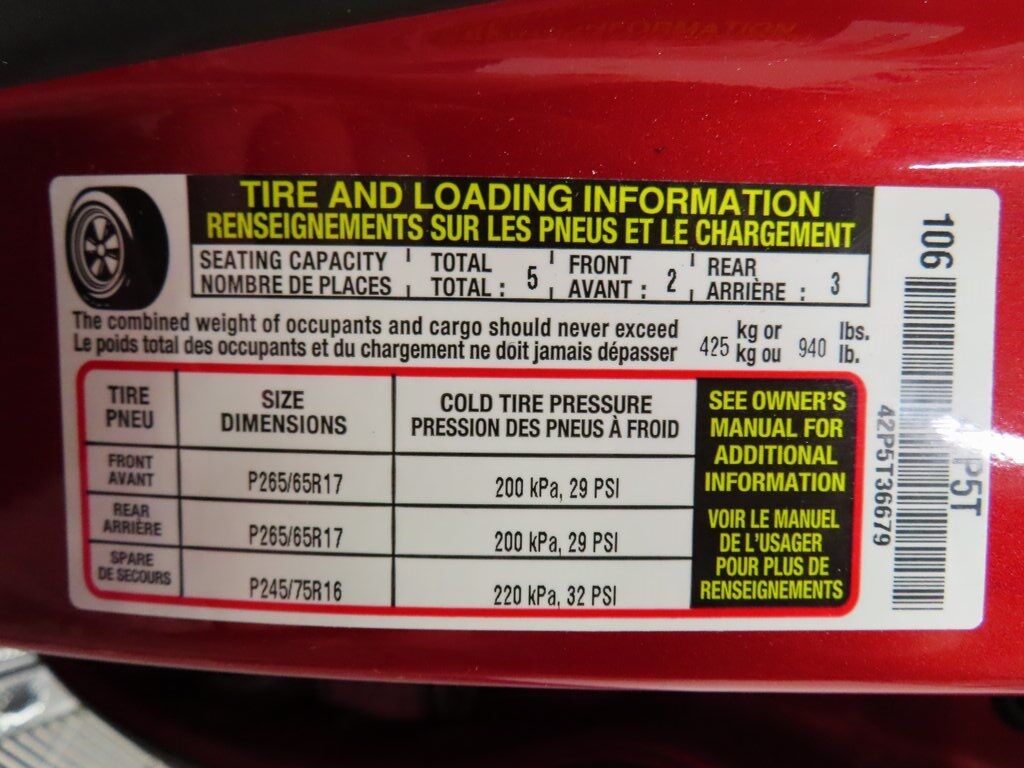 TIRE AND LOADING INFORMATION
RENSEIGNEMENTS SUR LES PNEUS ET LE CHARGEMENT
SEATING CAPACITY
NOMBRE DE PLACES
TOTAL
TOTAL : 5
FRONT
AVANT : 2
REAR
ARRIÈRE : 3
The combined weight of occupants and cargo should never exceed
Le poids total des occupants et du chargement ne doit jamais dépasser
425
kg or
kg ou
940
lbs.
lb.
TIRE
PNEU
SIZE
DIMENSIONS
COLD TIRE PRESSURE
PRESSION DES PNEUS À FROID
FRONT
AVANT
P265/65R17
200 kPa, 29 PSI
REAR
ARRIÈRE
P265/65R17
200 kPa, 29 PSI
SPARE
DE SECOURS
P245/75R16
220 kPa, 32 PSI
SEE OWNER'S
MANUAL FOR
ADDITIONAL
INFORMATION
VOIR LE MANUEL
DE L'USAGER
POUR PLUS DE
RENSEIGNEMENTS
106
42P5T36679
P5T